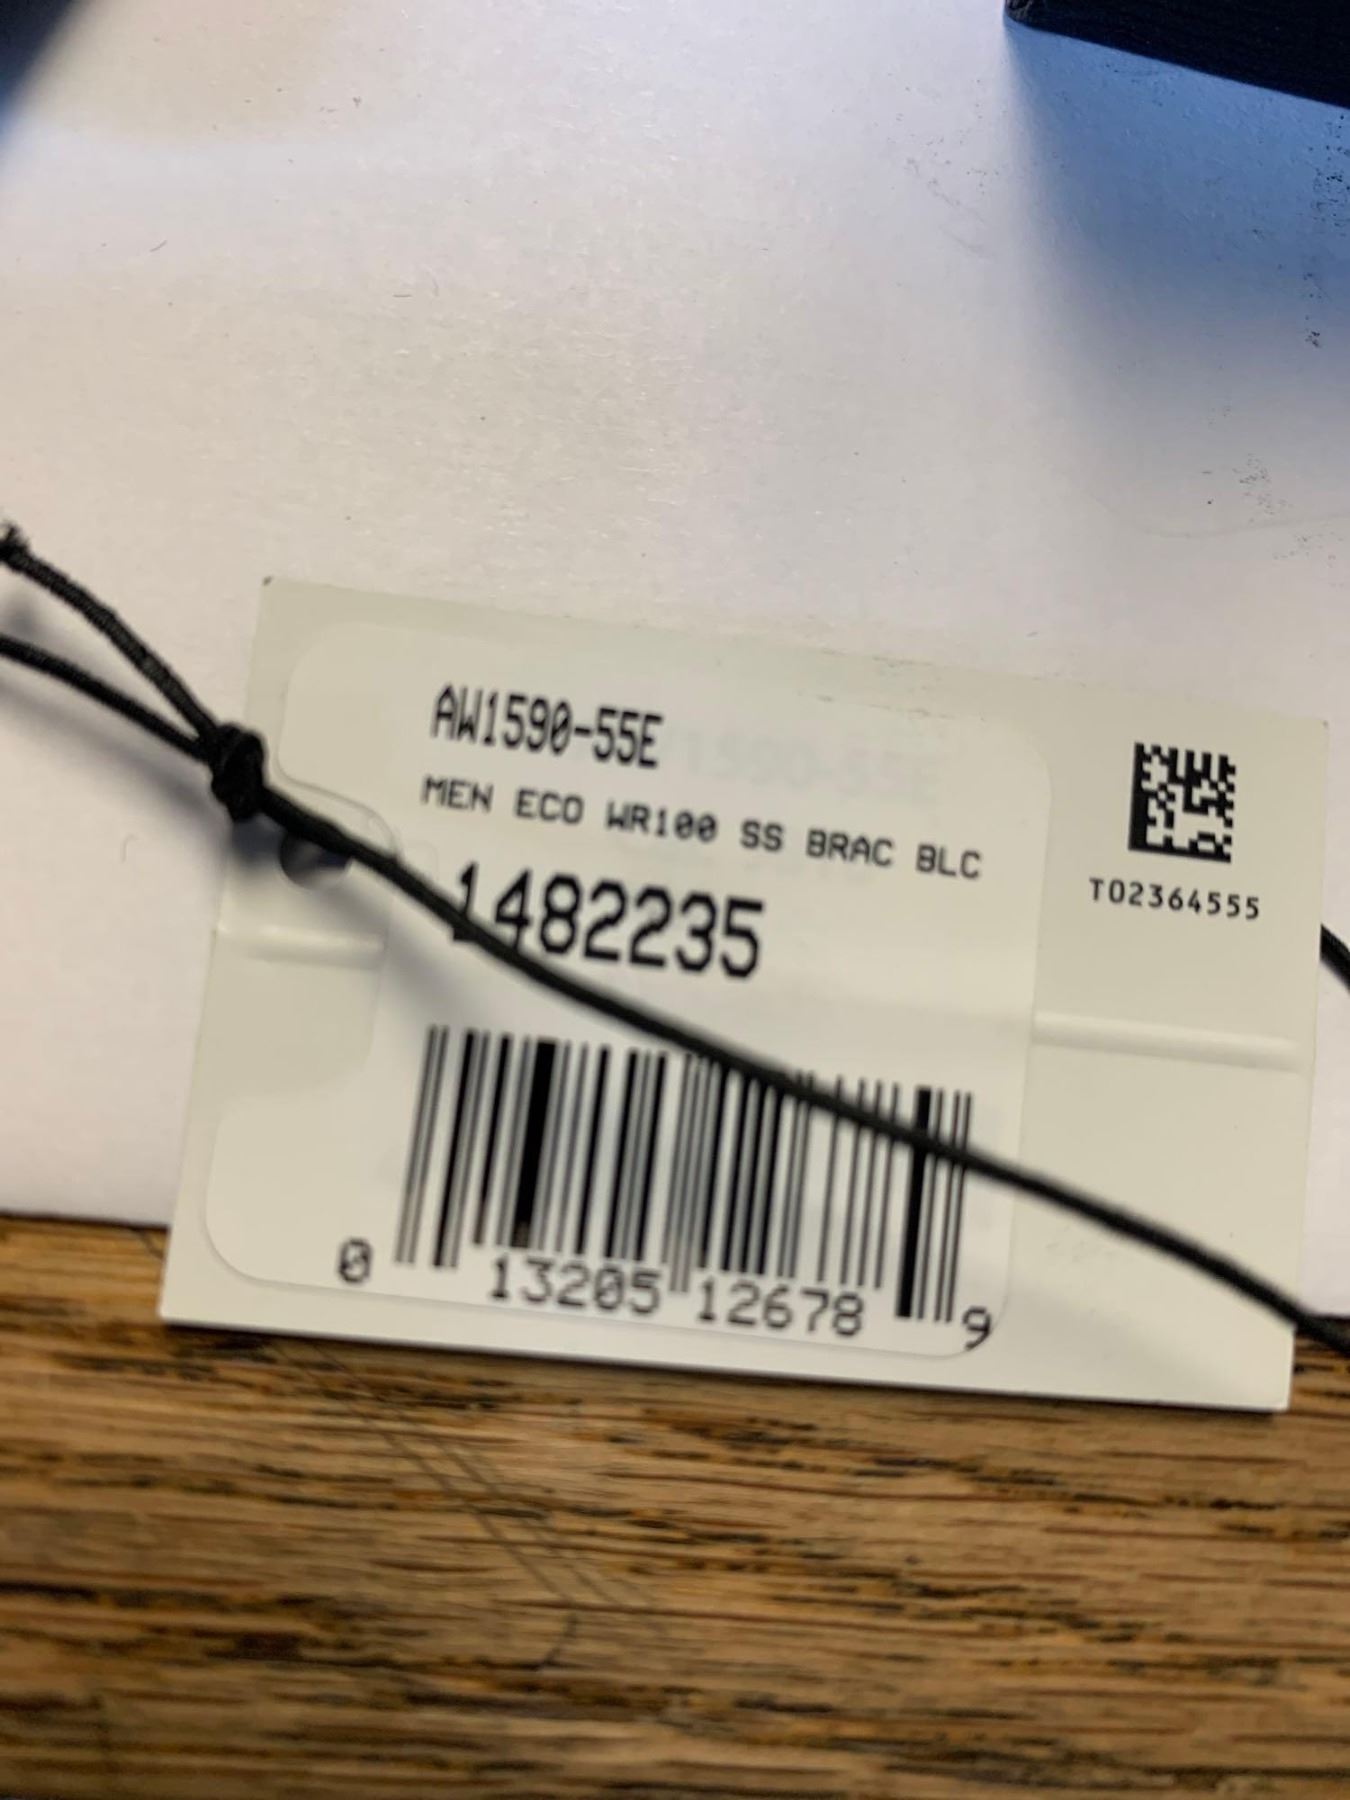 AW1590-55E
MEN ECO WR100 SS BRAC BLC
1482235
T02364555
0 13205 12678 9